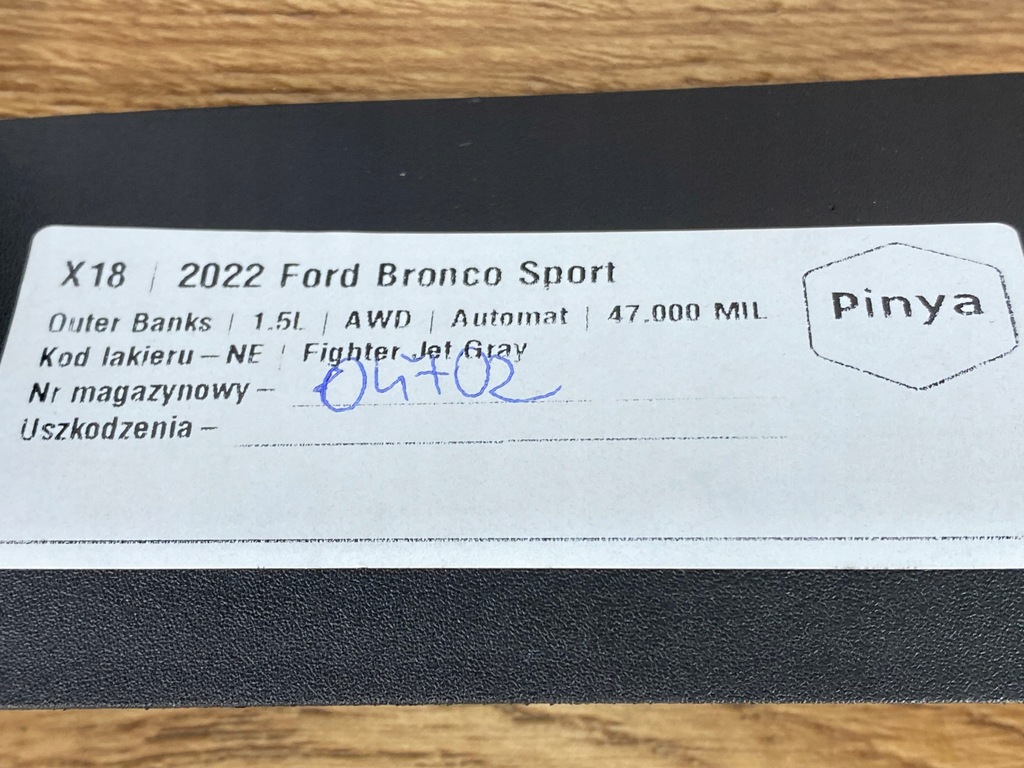 X18 | 2022 Ford Bronco Sport
Pinya
Outer Banks | 1.5L | AWD | Automat | 47.000 MIL
Kod lakieru – NE | Fighter Jet Gray
Nr magazynowy – 04702
Uszkodzenia –